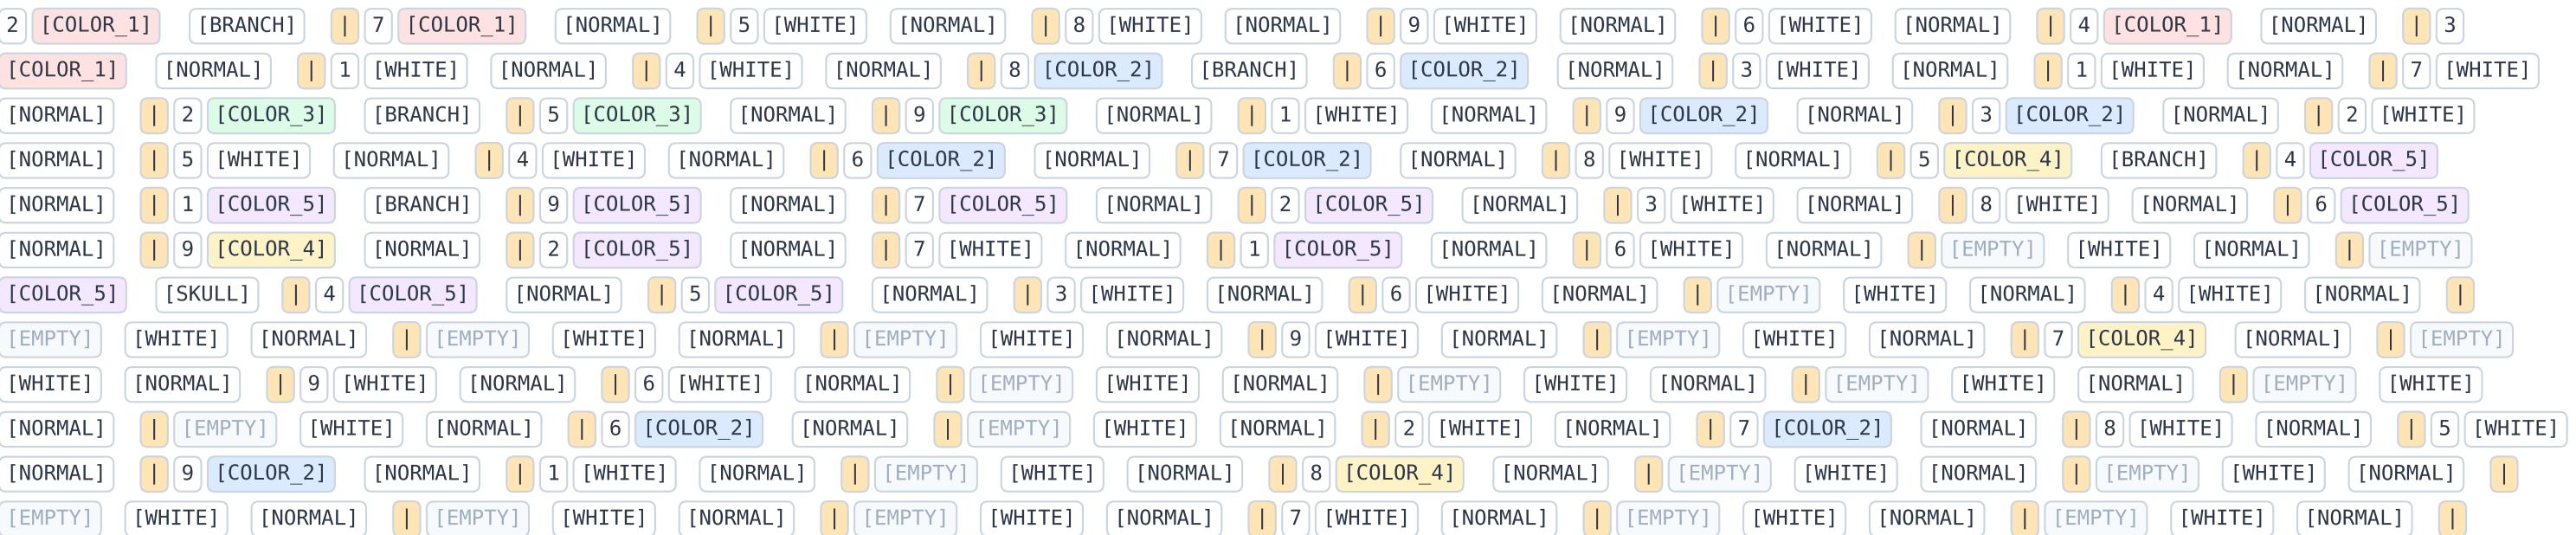 2 [COLOR_1] [BRANCH] | 7 [COLOR_1] [NORMAL] | 5 [WHITE] [NORMAL] | 8 [WHITE] [NORMAL] | 9 [WHITE] [NORMAL] | 6 [WHITE] [NORMAL] | 4 [COLOR_1] [NORMAL] | 3
[COLOR_1] [NORMAL] | 1 [WHITE] [NORMAL] | 4 [WHITE] [NORMAL] | 8 [COLOR_2] [BRANCH] | 6 [COLOR_2] [NORMAL] | 3 [WHITE] [NORMAL] | 1 [WHITE] [NORMAL] | 7 [WHITE]
[NORMAL] | 2 [COLOR_3] [BRANCH] | 5 [COLOR_3] [NORMAL] | 9 [COLOR_3] [NORMAL] | 1 [WHITE] [NORMAL] | 9 [COLOR_2] [NORMAL] | 3 [COLOR_2] [NORMAL] | 2 [WHITE]
[NORMAL] | 5 [WHITE] [NORMAL] | 4 [WHITE] [NORMAL] | 6 [COLOR_2] [NORMAL] | 7 [COLOR_2] [NORMAL] | 8 [WHITE] [NORMAL] | 5 [COLOR_4] [BRANCH] | 4 [COLOR_5]
[NORMAL] | 1 [COLOR_5] [BRANCH] | 9 [COLOR_5] [NORMAL] | 7 [COLOR_5] [NORMAL] | 2 [COLOR_5] [NORMAL] | 3 [WHITE] [NORMAL] | 8 [WHITE] [NORMAL] | 6 [COLOR_5]
[NORMAL] | 9 [COLOR_4] [NORMAL] | 2 [COLOR_5] [NORMAL] | 7 [WHITE] [NORMAL] | 1 [COLOR_5] [NORMAL] | 6 [WHITE] [NORMAL] | [EMPTY] [WHITE] [NORMAL] | [EMPTY]
[COLOR_5] [SKULL] | 4 [COLOR_5] [NORMAL] | 5 [COLOR_5] [NORMAL] | 3 [WHITE] [NORMAL] | 6 [WHITE] [NORMAL] | [EMPTY] [WHITE] [NORMAL] | 4 [WHITE] [NORMAL] |
[EMPTY] [WHITE] [NORMAL] | [EMPTY] [WHITE] [NORMAL] | [EMPTY] [WHITE] [NORMAL] | 9 [WHITE] [NORMAL] | [EMPTY] [WHITE] [NORMAL] | 7 [COLOR_4] [NORMAL] | [EMPTY]
[WHITE] [NORMAL] | 9 [WHITE] [NORMAL] | 6 [WHITE] [NORMAL] | [EMPTY] [WHITE] [NORMAL] | [EMPTY] [WHITE] [NORMAL] | [EMPTY] [WHITE] [NORMAL] | [EMPTY] [WHITE]
[NORMAL] | [EMPTY] [WHITE] [NORMAL] | 6 [COLOR_2] [NORMAL] | [EMPTY] [WHITE] [NORMAL] | 2 [WHITE] [NORMAL] | 7 [COLOR_2] [NORMAL] | 8 [WHITE] [NORMAL] | 5 [WHITE]
[NORMAL] | 9 [COLOR_2] [NORMAL] | 1 [WHITE] [NORMAL] | [EMPTY] [WHITE] [NORMAL] | 8 [COLOR_4] [NORMAL] | [EMPTY] [WHITE] [NORMAL] | [EMPTY] [WHITE] [NORMAL] |
[EMPTY] [WHITE] [NORMAL] | [EMPTY] [WHITE] [NORMAL] | [EMPTY] [WHITE] [NORMAL] | 7 [WHITE] [NORMAL] | [EMPTY] [WHITE] [NORMAL] | [EMPTY] [WHITE] [NORMAL] |